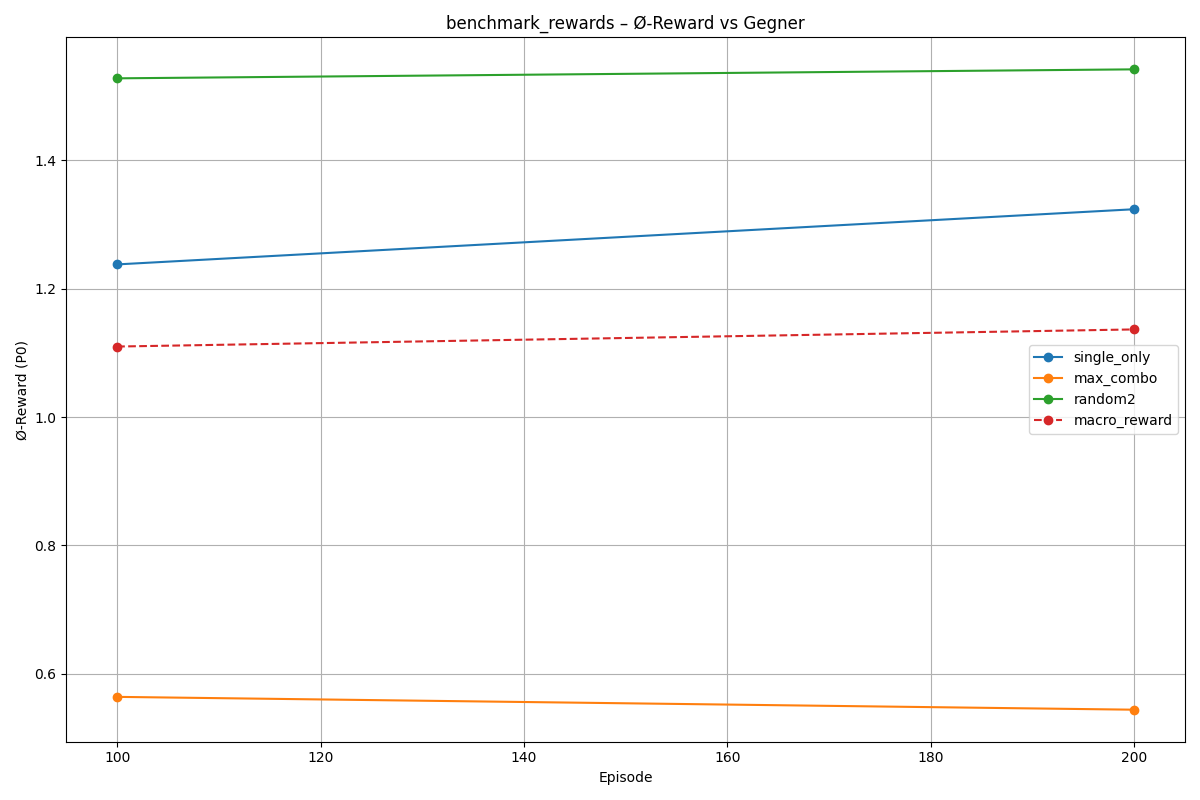 benchmark_rewards – Ø-Reward vs Gegner
Ø-Reward (P0)
1.4
1.2
1.0
0.8
0.6
single_only
max_combo
random2
macro_reward
100 120 140 160 180 200
Episode